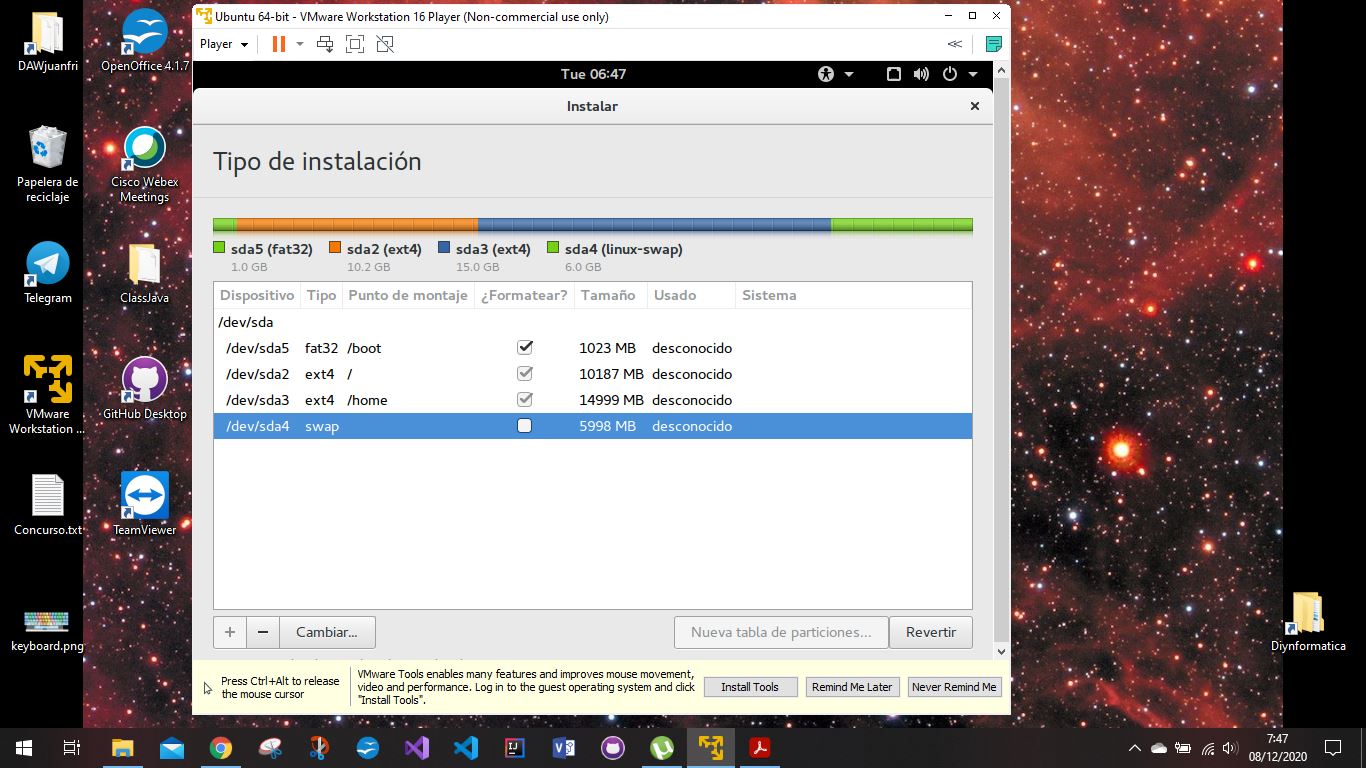 Ubuntu 64-bit - VMware Workstation 16 Player (Non-commercial use only)
Player
Tue 06:47
Instalar
Tipo de instalación
sda5 (fat32) sda2 (ext4) sda3 (ext4) sda4 (linux-swap)
1.0 GB 10.2 GB 15.0 GB 6.0 GB
Dispositivo Tipo Punto de montaje ¿Formatear? Tamaño Usado Sistema
/dev/sda
/dev/sda5 fat32 /boot 1023 MB desconocido
/dev/sda2 ext4 / 10187 MB desconocido
/dev/sda3 ext4 /home 14999 MB desconocido
/dev/sda4 swap 5998 MB desconocido
+ − Cambiar... Nueva tabla de particiones... Revertir
Press Ctrl+Alt to release
the mouse cursor
VMware Tools enables many features and improves mouse movement,
video and performance. Log in to the guest operating system and click
"Install Tools".
Install Tools Remind Me Later Never Remind Me
DAWjuanfri
OpenOffice 4.1.7
Papelera de
reciclaje
Cisco Webex
Meetings
Telegram
ClassJava
VMware
Workstation ...
GitHub Desktop
Concurso.txt
TeamViewer
keyboard.png
Diynformatica
7:47
08/12/2020